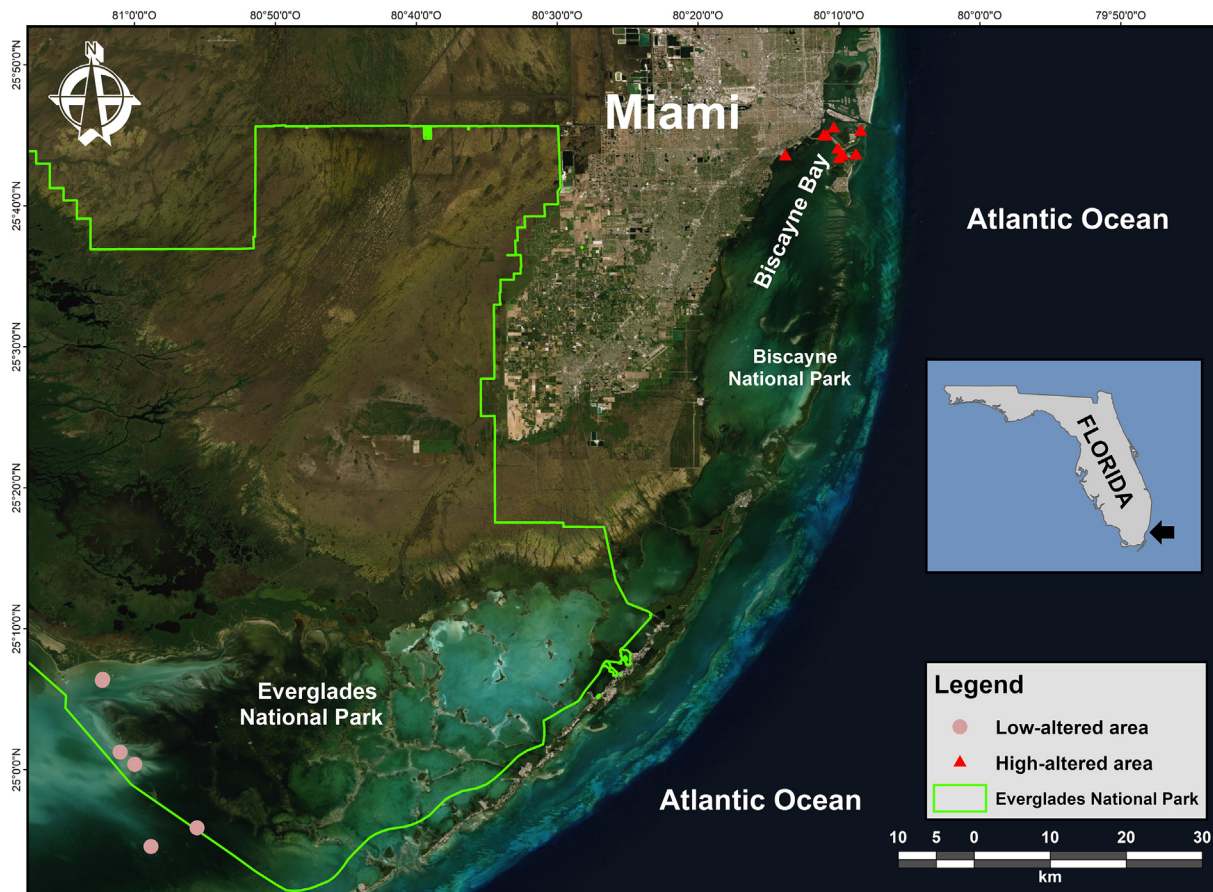 81°0'0"W 80°50'0"W 80°40'0"W 80°30'0"W 80°20'0"W 80°10'0"W 80°0'0"W 79°50'0"W
25°50'0"N
25°40'0"N
25°30'0"N
25°20'0"N
25°10'0"N
25°0'0"N
N
Miami
Biscayne Bay
Atlantic Ocean
Biscayne
National Park
FLORIDA
Everglades
National Park
Atlantic Ocean
Legend
Low-altered area
High-altered area
Everglades National Park
10 5 0 10 20 30
km